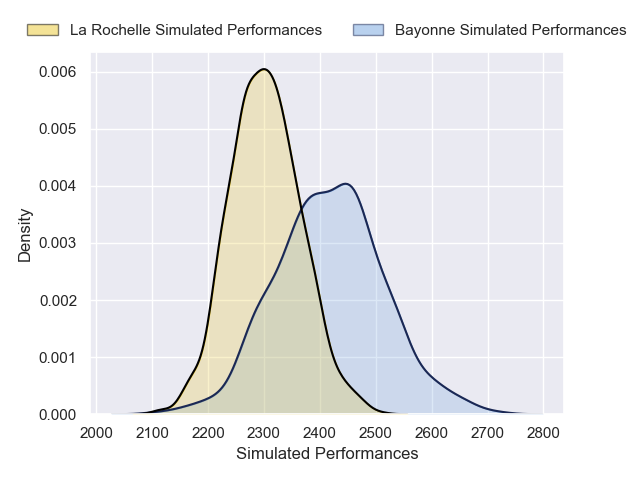 La Rochelle Simulated Performances
Bayonne Simulated Performances
0.006
0.005
0.004
0.003
0.002
0.001
0.000
Density
2000 2100 2200 2300 2400 2500 2600 2700 2800
Simulated Performances